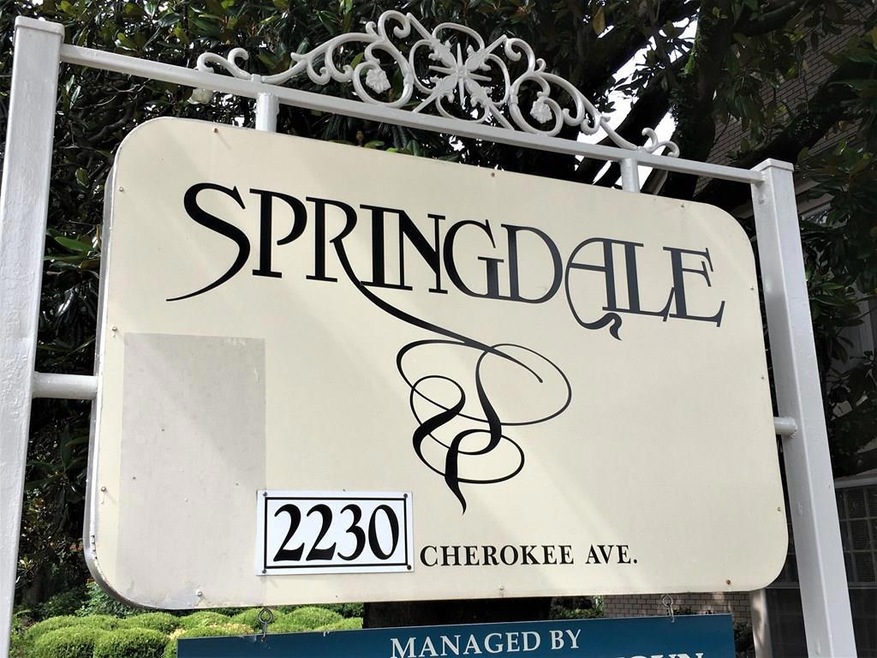 SPRINGDALE
2230 CHEROKEE AVE.
MANAGED BY